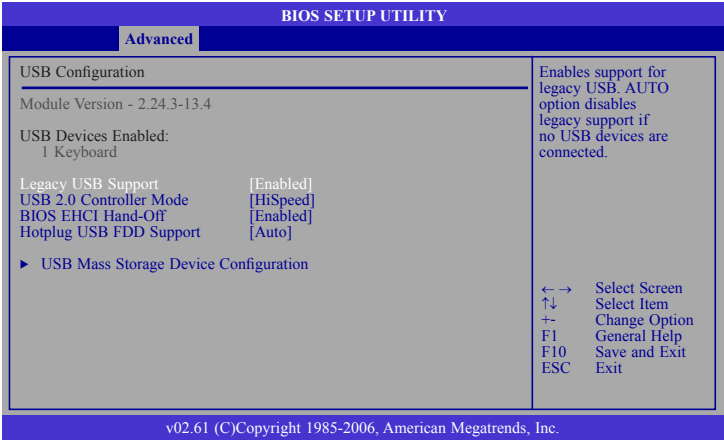 BIOS SETUP UTILITY
Advanced
USB Configuration
Module Version - 2.24.3-13.4
USB Devices Enabled:
1 Keyboard
Legacy USB Support [Enabled]
USB 2.0 Controller Mode [HiSpeed]
BIOS EHCI Hand-Off [Enabled]
Hotplug USB FDD Support [Auto]
► USB Mass Storage Device Configuration
Enables support for
legacy USB. AUTO
option disables
legacy support if
no USB devices are
connected.
←→ Select Screen
↑↓ Select Item
+- Change Option
F1 General Help
F10 Save and Exit
ESC Exit
v02.61 (C)Copyright 1985-2006, American Megatrends, Inc.